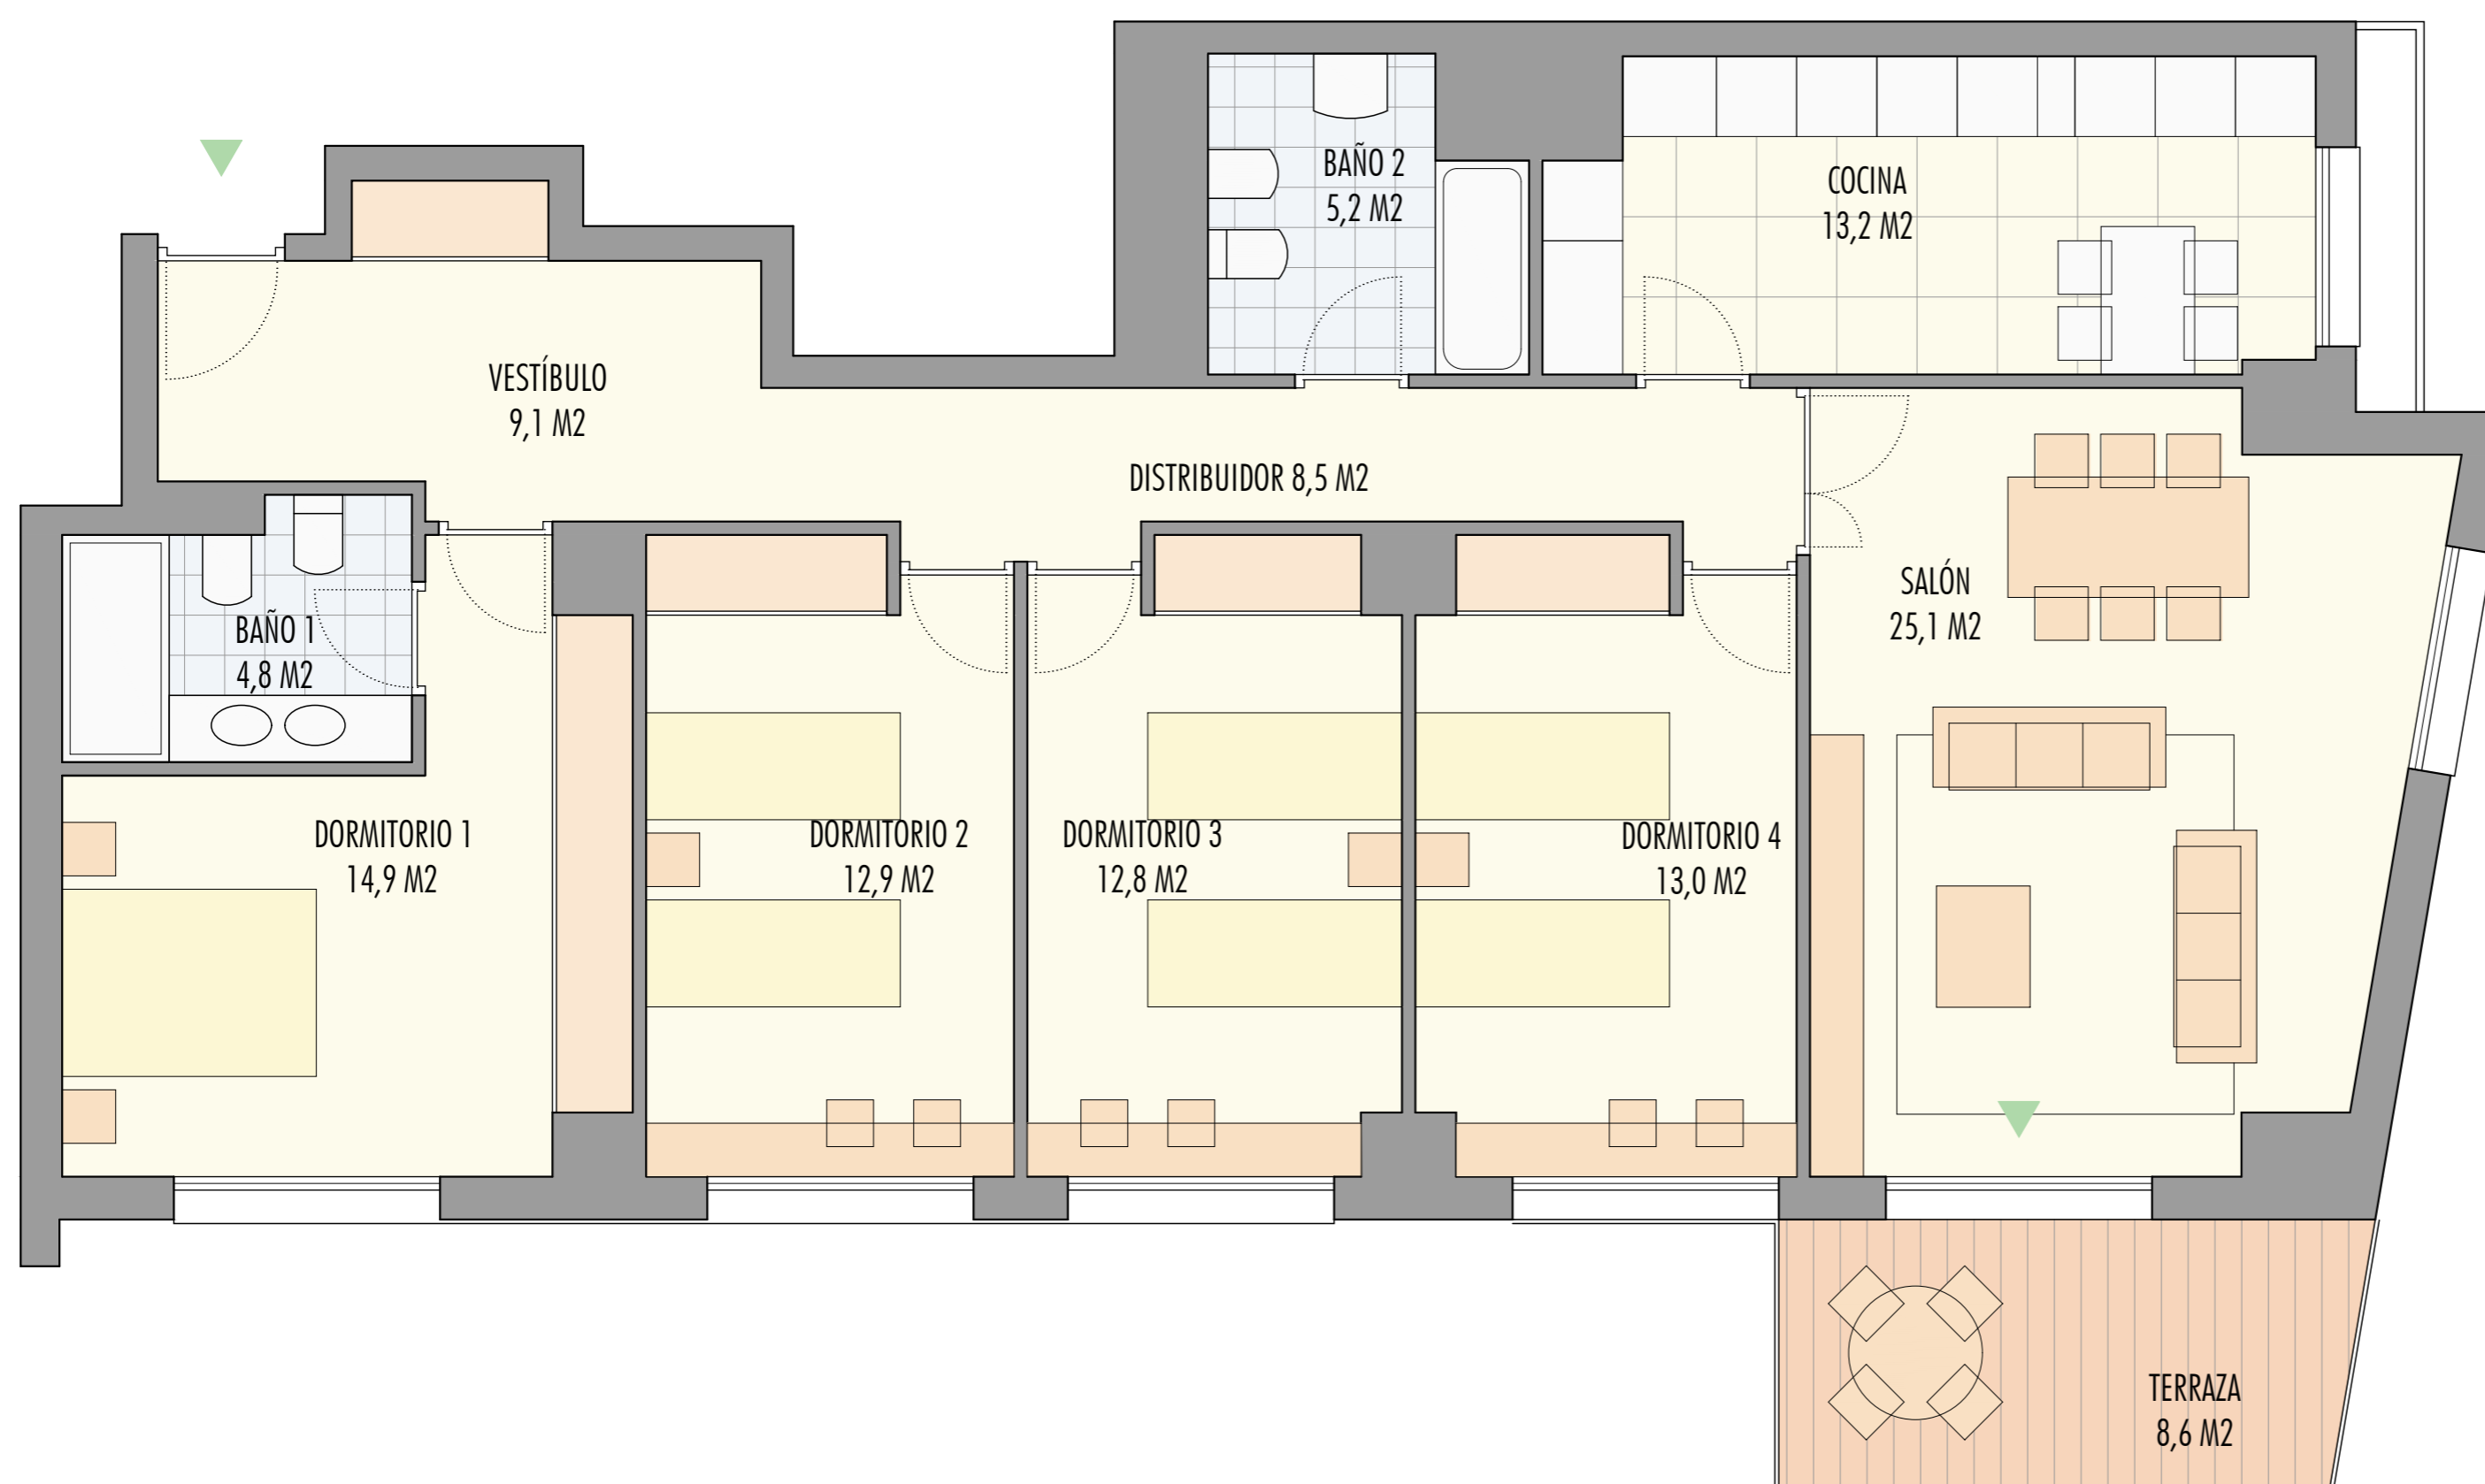 BAÑO 2
5,2 M2
COCINA
13,2 M2
VESTÍBULO
9,1 M2
DISTRIBUIDOR 8,5 M2
SALÓN
25,1 M2
BAÑO 1
4,8 M2
DORMITORIO 1
14,9 M2
DORMITORIO 2
12,9 M2
DORMITORIO 3
12,8 M2
DORMITORIO 4
13,0 M2
TERRAZA
8,6 M2